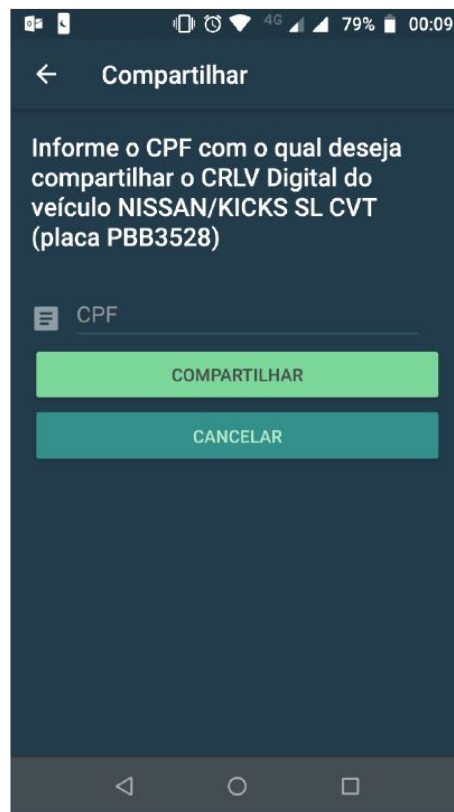 4G 79% 00:09
Compartilhar
Informe o CPF com o qual deseja
compartilhar o CRLV Digital do
veículo NISSAN/KICKS SL CVT
(placa PBB3528)
CPF
COMPARTILHAR
CANCELAR